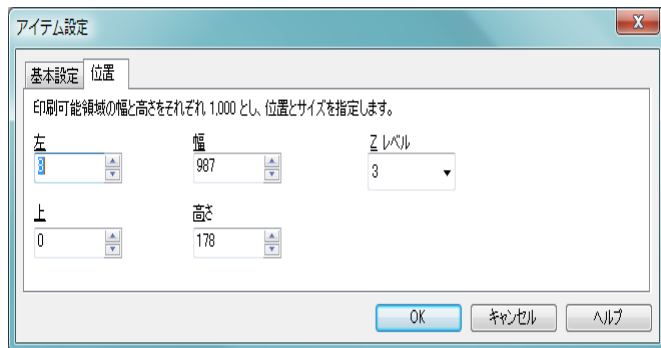 アイテム設定
X
基本設定 位置
印刷可能領域の幅と高さをそれぞれ 1,000 とし、位置とサイズを指定します。
左 幅 Z レベル
8 987 3
上 高さ
0 178
OK キャンセル ヘルプ